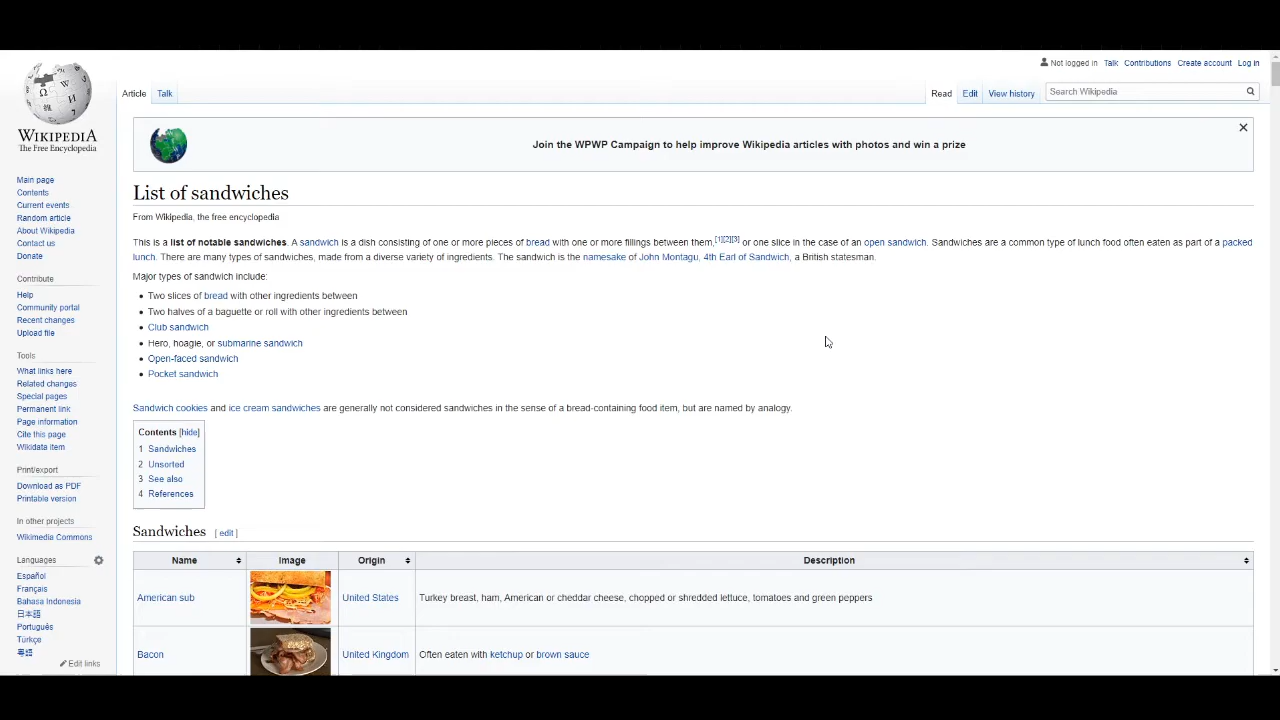 Not logged in Talk Contributions Create account Log in
Article Talk Read Edit View history Search Wikipedia
WIKIPEDIA
The Free Encyclopedia
Main page
Contents
Current events
Random article
About Wikipedia
Contact us
Donate
Contribute
Help
Community portal
Recent changes
Upload file
Tools
What links here
Related changes
Special pages
Permanent link
Page information
Cite this page
Wikidata item
Print/export
Download as PDF
Printable version
In other projects
Wikimedia Commons
Languages
Español
Français
Bahasa Indonesia
日本語
Português
Türkçe
粵語
Edit links
Join the WPWP Campaign to help improve Wikipedia articles with photos and win a prize
List of sandwiches
From Wikipedia, the free encyclopedia
This is a list of notable sandwiches. A sandwich is a dish consisting of one or more pieces of bread with one or more fillings between them,[1][2][3] or one slice in the case of an open sandwich. Sandwiches are a common type of lunch food often eaten as part of a packed
lunch. There are many types of sandwiches, made from a diverse variety of ingredients. The sandwich is the namesake of John Montagu, 4th Earl of Sandwich, a British statesman.
Major types of sandwich include:
• Two slices of bread with other ingredients between
• Two halves of a baguette or roll with other ingredients between
• Club sandwich
• Hero, hoagie, or submarine sandwich
• Open-faced sandwich
• Pocket sandwich
Sandwich cookies and ice cream sandwiches are generally not considered sandwiches in the sense of a bread-containing food item, but are named by analogy.
Contents [hide]
1 Sandwiches
2 Unsorted
3 See also
4 References
Sandwiches [ edit ]
Name Image Origin Description
American sub United States Turkey breast, ham, American or cheddar cheese, chopped or shredded lettuce, tomatoes and green peppers
Bacon United Kingdom Often eaten with ketchup or brown sauce